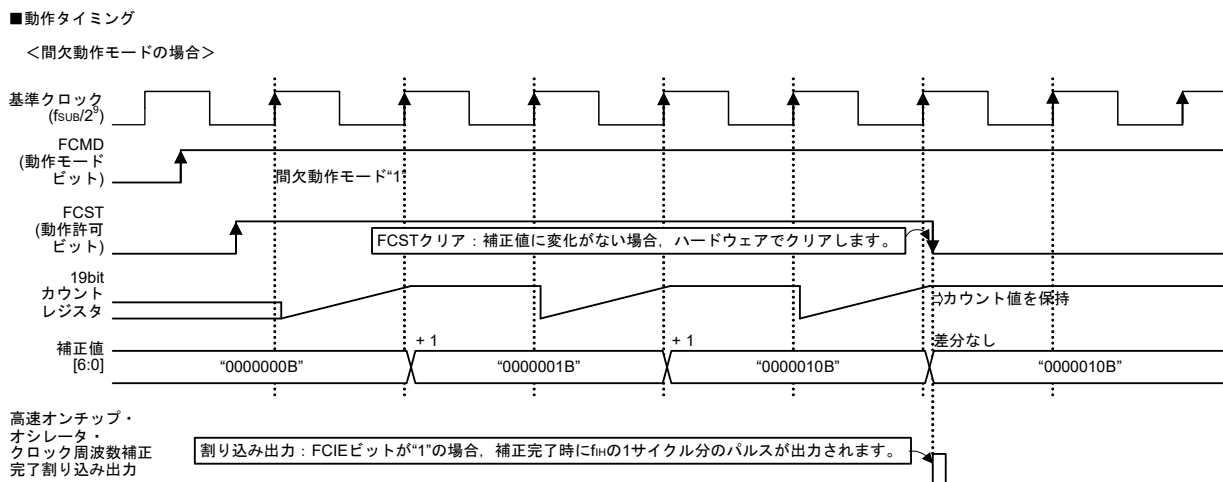 ■動作タイミング
＜間欠動作モードの場合＞
基準クロック
(fSUB/2⁹)
FCMD
(動作モード
ビット)
間欠動作モード“1”
FCST
(動作許可
ビット)
FCSTクリア：補正値に変化がない場合，ハードウェアでクリアします。
19bit
カウント
レジスタ
⇒カウント値を保持
補正値
[6:0]
+ 1
+ 1
差分なし
“0000000B”
“0000001B”
“0000010B”
“0000010B”
高速オンチップ・
オシレータ・
クロック周波数補正
完了割り込み出力
割り込み出力：FCIEビットが“1”の場合，補正完了時にfIHの1サイクル分のパルスが出力されます。